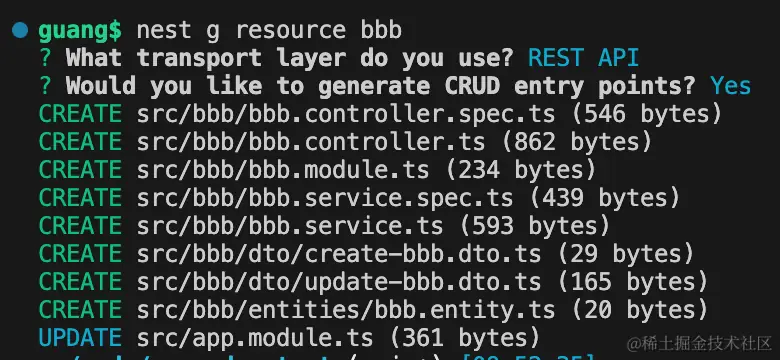 guang$ nest g resource bbb
? What transport layer do you use? REST API
? Would you like to generate CRUD entry points? Yes
CREATE src/bbb/bbb.controller.spec.ts (546 bytes)
CREATE src/bbb/bbb.controller.ts (862 bytes)
CREATE src/bbb/bbb.module.ts (234 bytes)
CREATE src/bbb/bbb.service.spec.ts (439 bytes)
CREATE src/bbb/bbb.service.ts (593 bytes)
CREATE src/bbb/dto/create-bbb.dto.ts (29 bytes)
CREATE src/bbb/dto/update-bbb.dto.ts (165 bytes)
CREATE src/bbb/entities/bbb.entity.ts (20 bytes)
UPDATE src/app.module.ts (361 bytes)
@稀土掘金技术社区